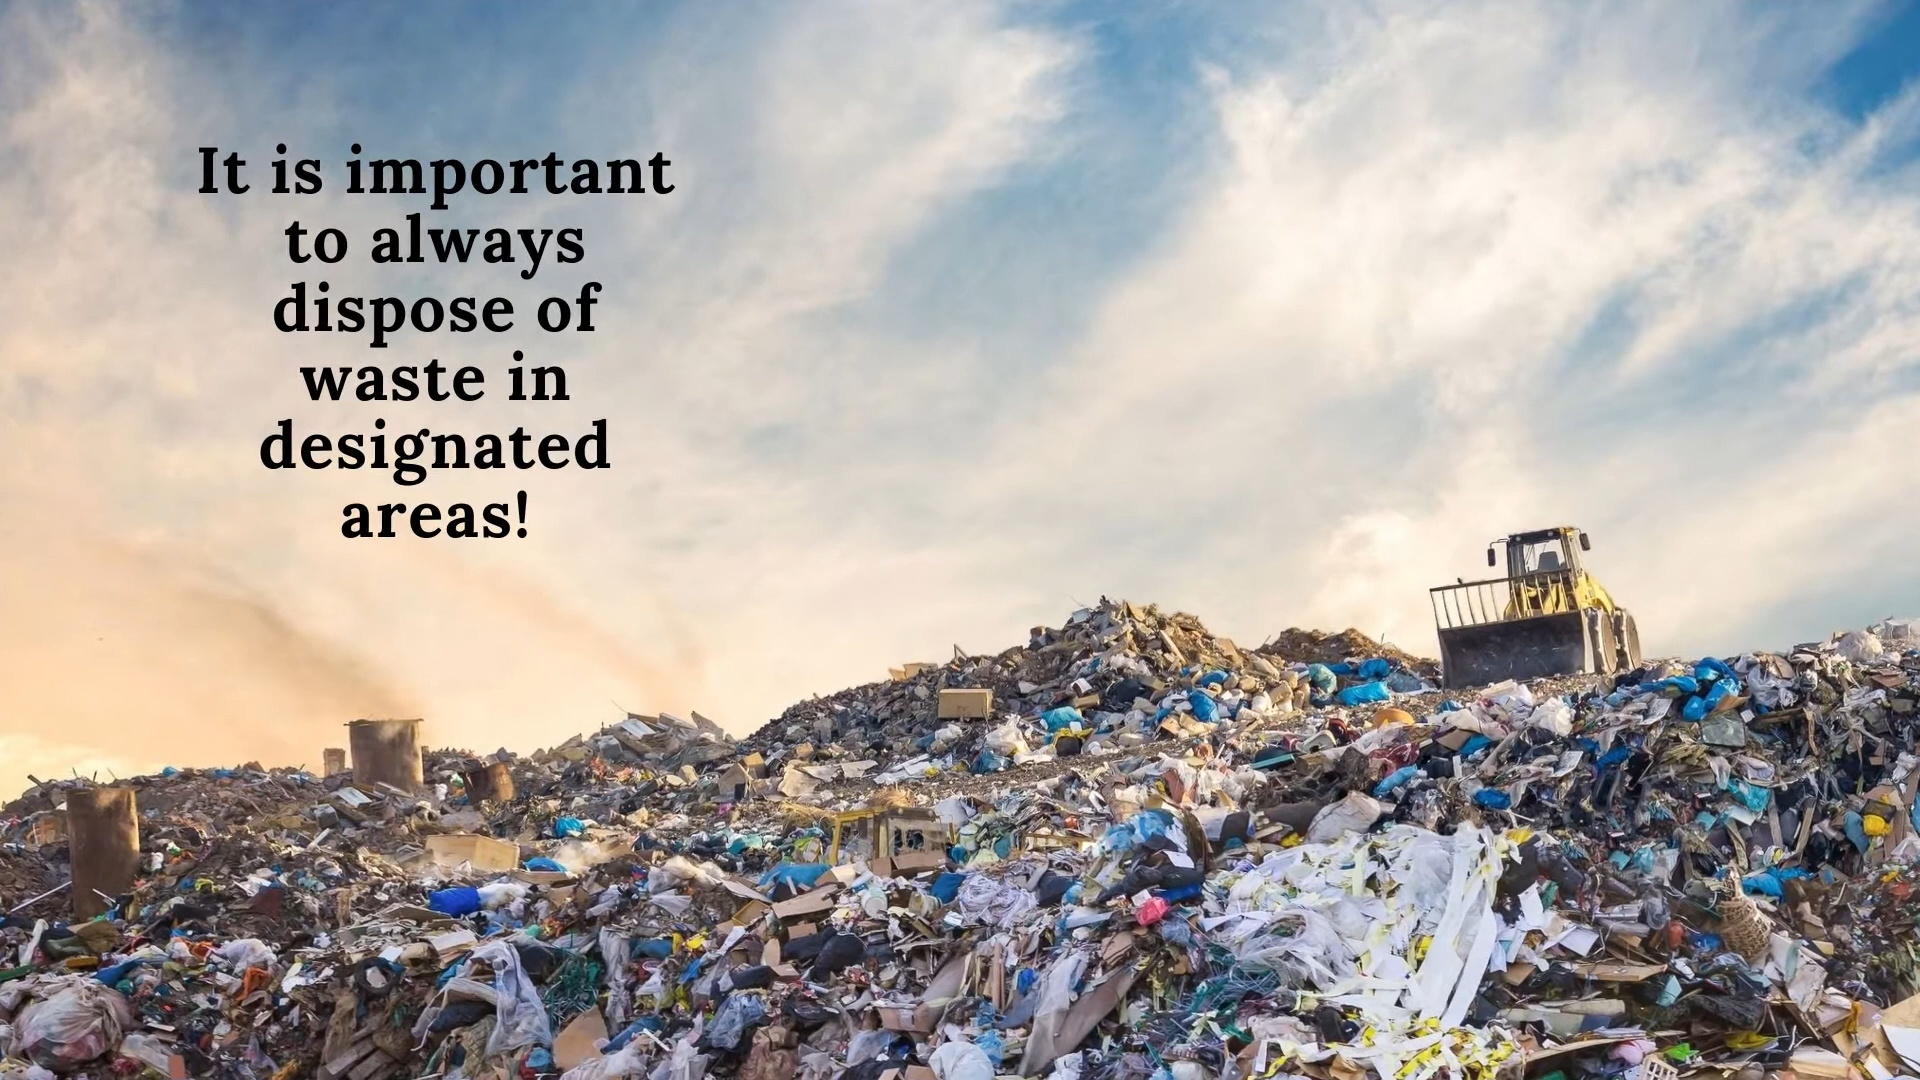 It is important
to always
dispose of
waste in
designated
areas!